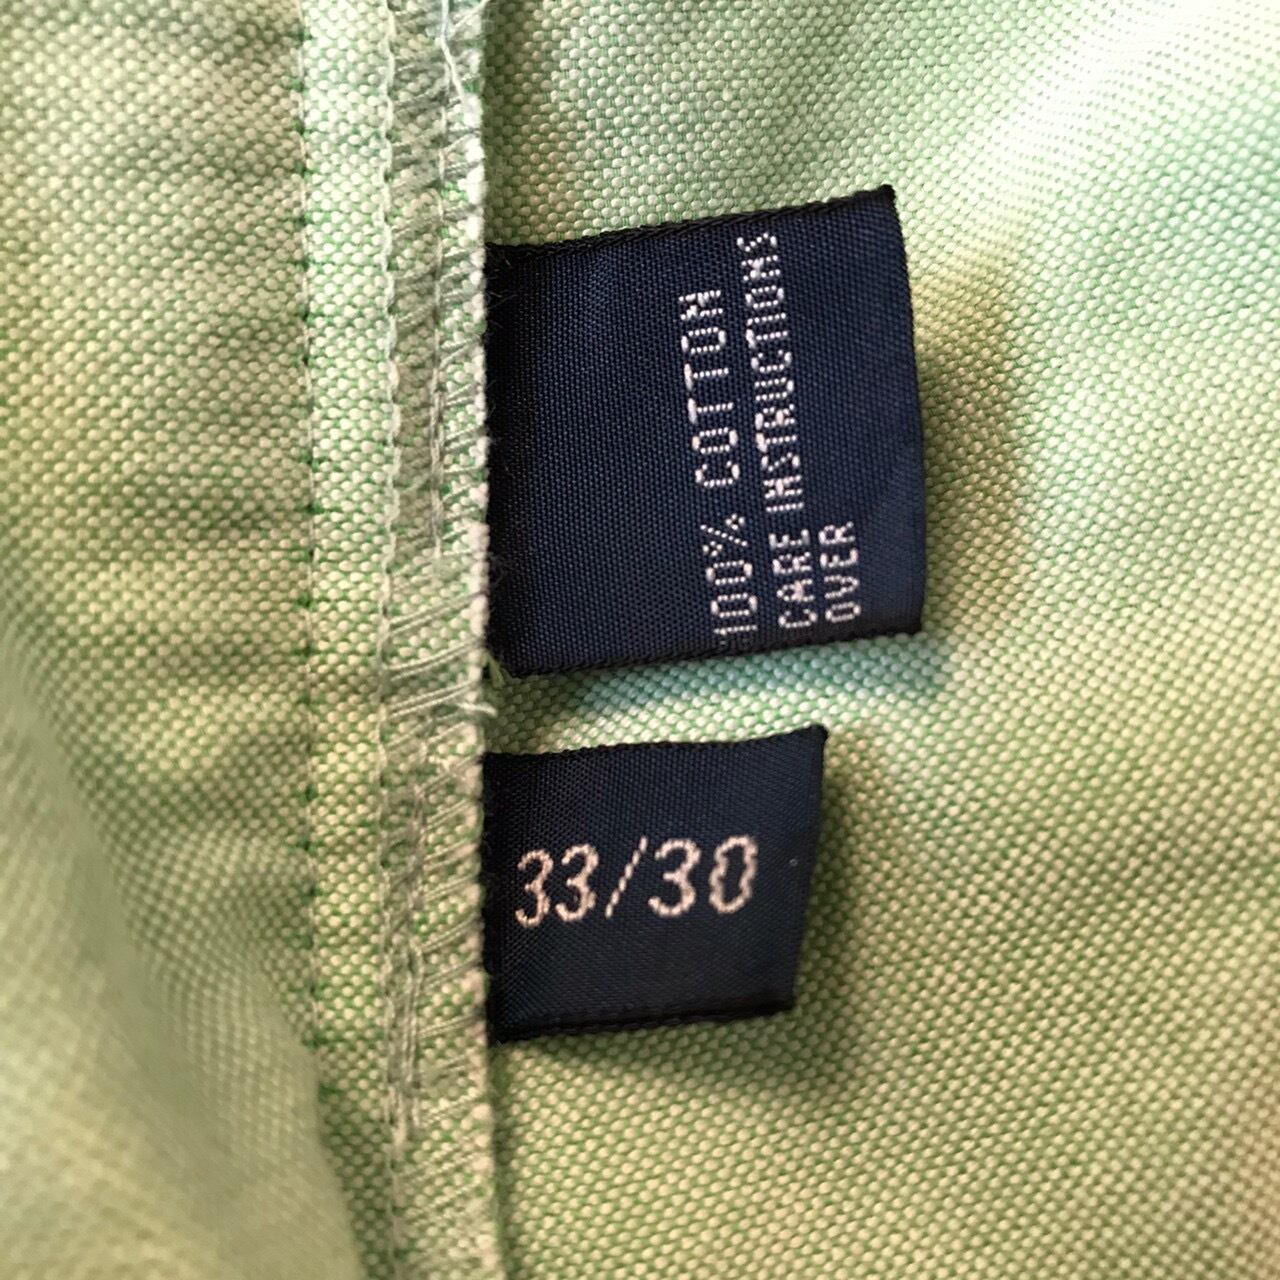 100% COTTON
CARE INSTRUCTIONS
OVER
33/30